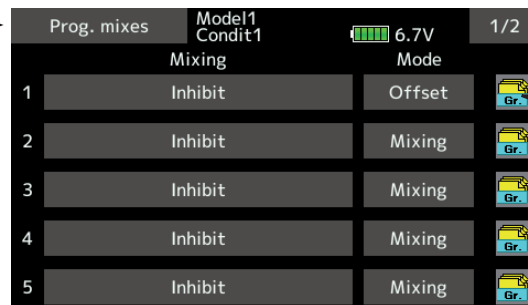 Prog. mixes Model1 6.7V 1/2
Condit1
Mixing Mode
1 Inhibit Offset Gr.
2 Inhibit Mixing Gr.
3 Inhibit Mixing Gr.
4 Inhibit Mixing Gr.
5 Inhibit Mixing Gr.